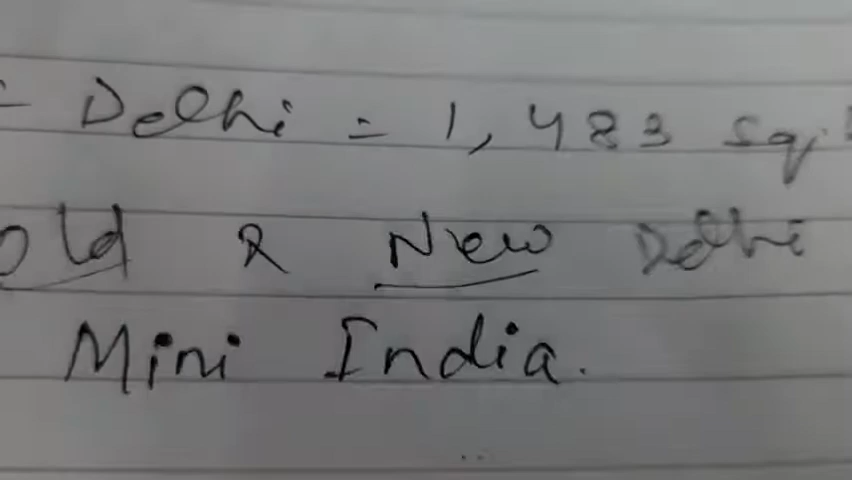 - Delhi = 1,483 sq.
old & New Delhi
Mini India.